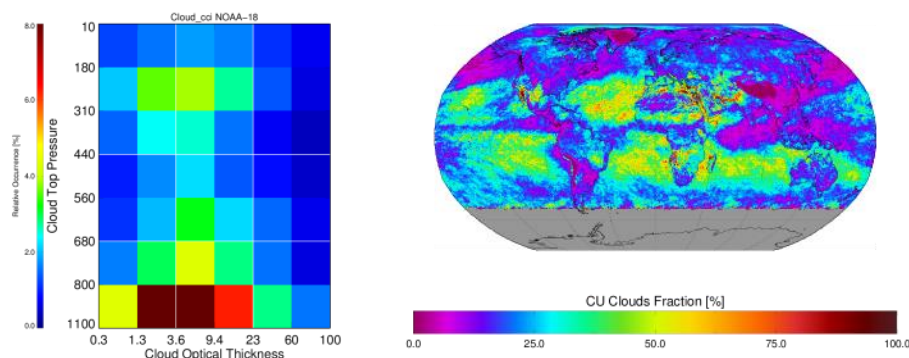 Cloud_cci NOAA-18
8.0
6.0
4.0
2.0
0.0
Relative Occurrence [%]
Cloud Top Pressure
10
180
310
440
560
680
800
1100
0.3 1.3 3.6 9.4 23 60 100
Cloud Optical Thickness
CU Clouds Fraction [%]
0.0 25.0 50.0 75.0 100.0